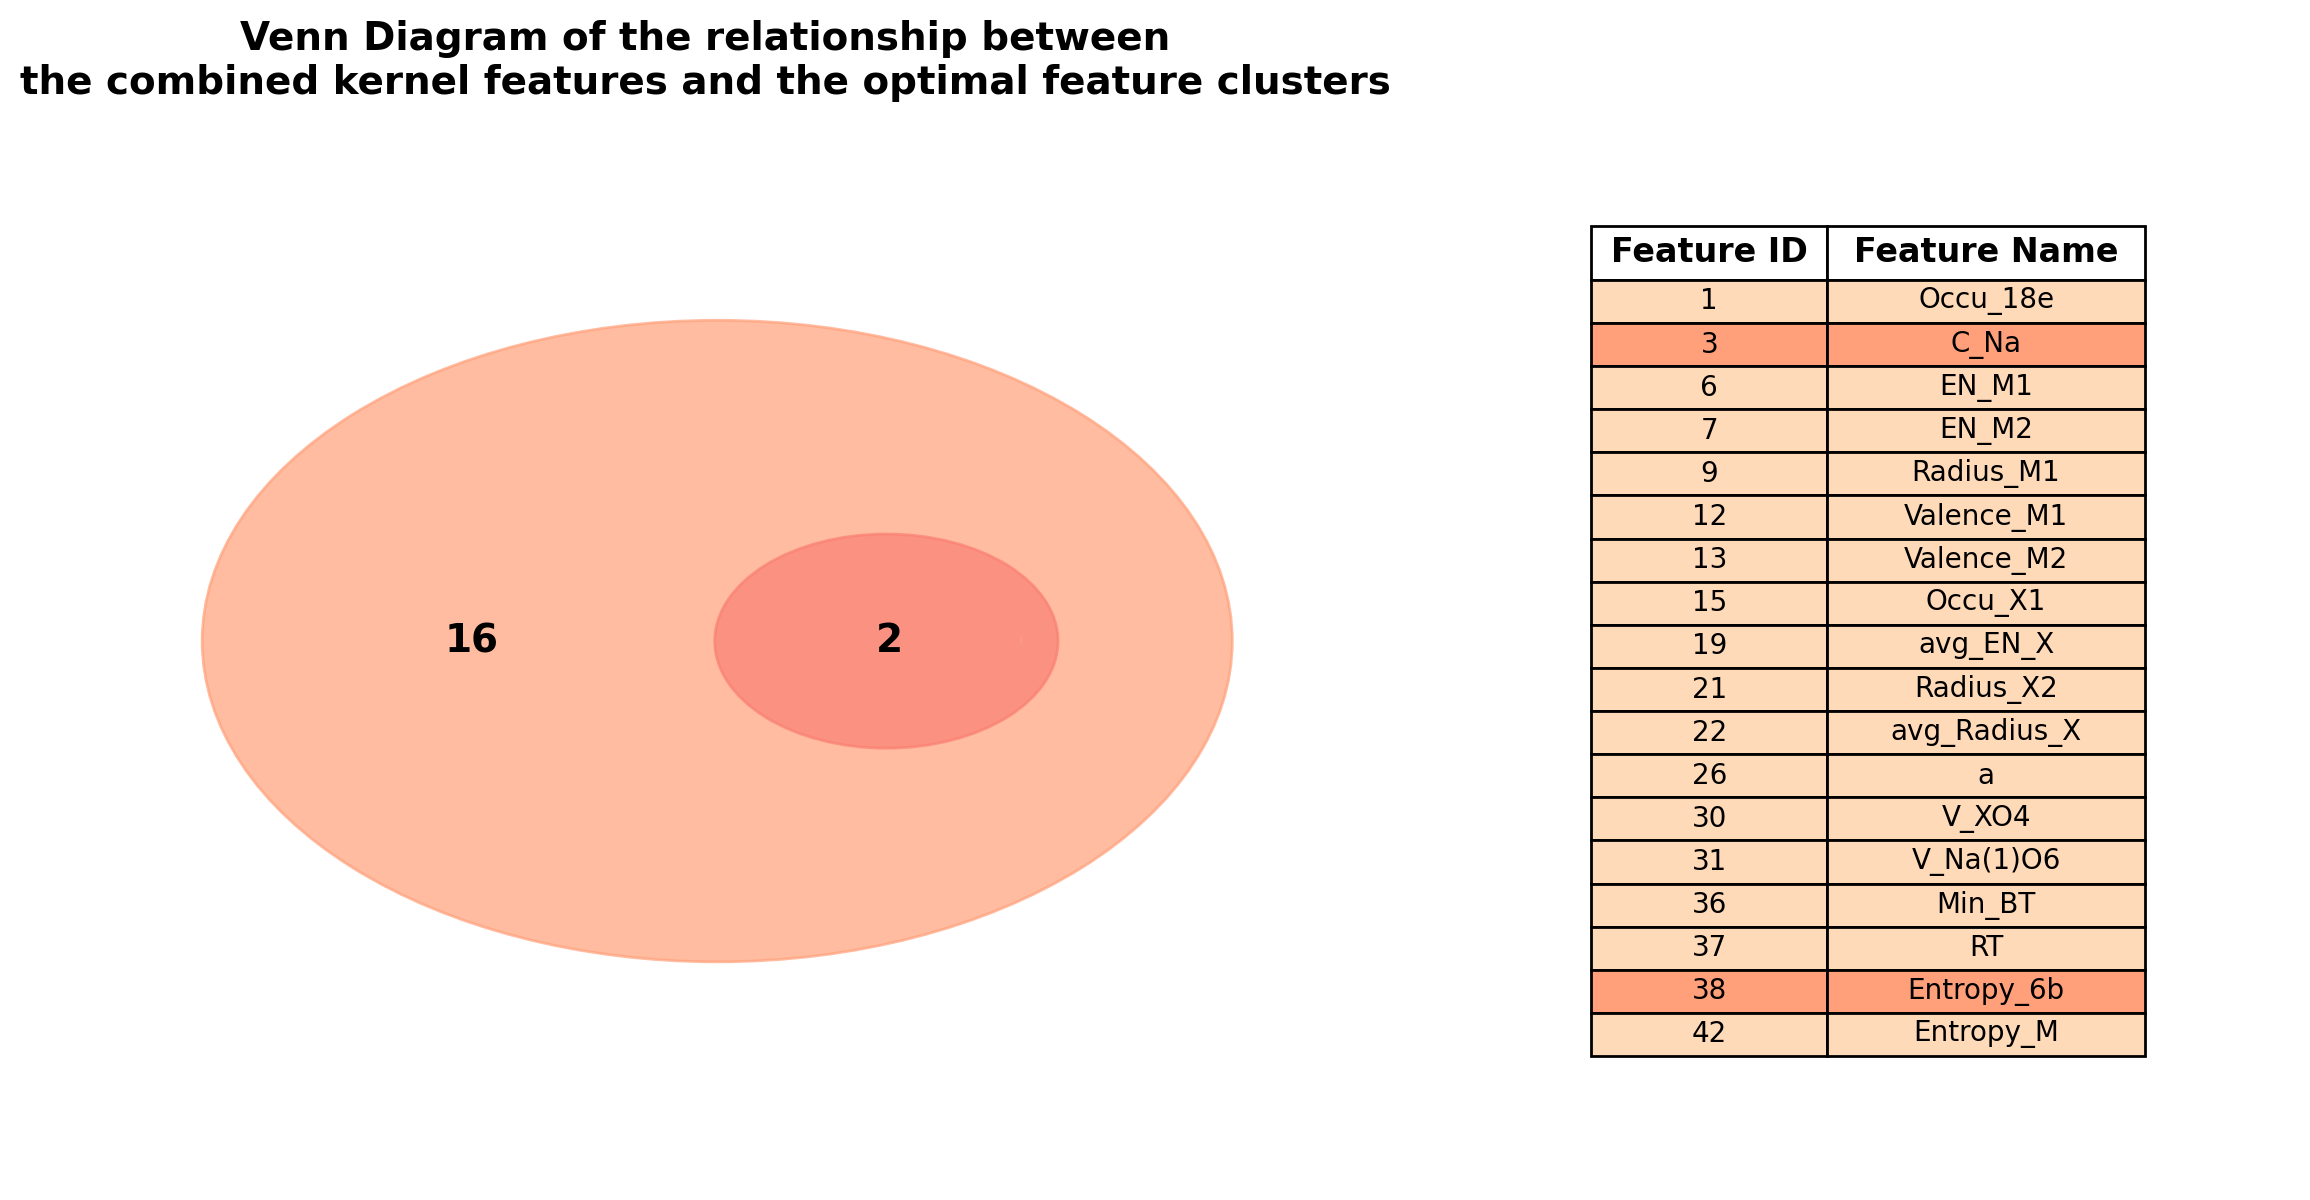 Venn Diagram of the relationship between
the combined kernel features and the optimal feature clusters
16
2
Feature ID Feature Name
1 Occu_18e
3 C_Na
6 EN_M1
7 EN_M2
9 Radius_M1
12 Valence_M1
13 Valence_M2
15 Occu_X1
19 avg_EN_X
21 Radius_X2
22 avg_Radius_X
26 a
30 V_XO4
31 V_Na(1)O6
36 Min_BT
37 RT
38 Entropy_6b
42 Entropy_M